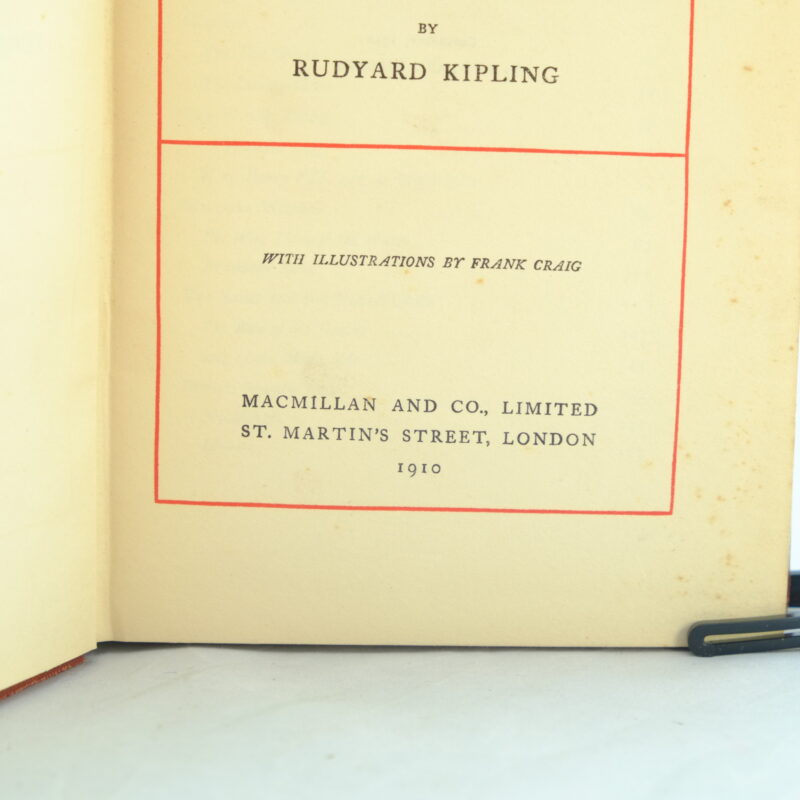 BY
RUDYARD KIPLING
WITH ILLUSTRATIONS BY FRANK CRAIG
MACMILLAN AND CO., LIMITED
ST. MARTIN'S STREET, LONDON
1910